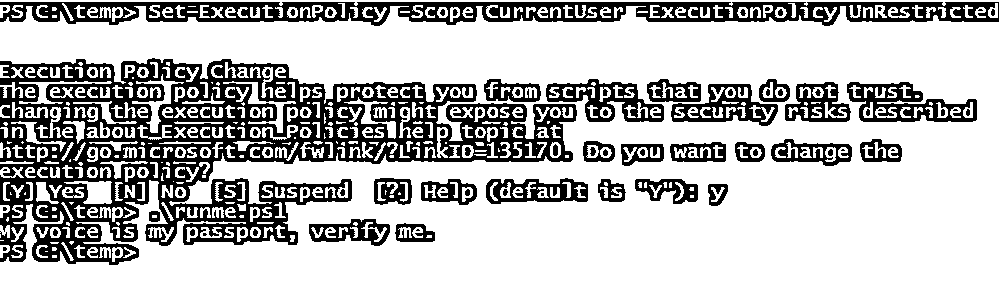 PS C:\temp> Set-ExecutionPolicy -Scope CurrentUser -ExecutionPolicy UnRestricted
Execution Policy Change
The execution policy helps protect you from scripts that you do not trust.
Changing the execution policy might expose you to the security risks described
in the about_Execution_Policies help topic at
http://go.microsoft.com/fwlink/?LinkID=135170. Do you want to change the
execution policy?
[Y] Yes  [N] No  [S] Suspend  [?] Help (default is "Y"): y
PS C:\temp> .\runme.ps1
My voice is my passport, verify me.
PS C:\temp>